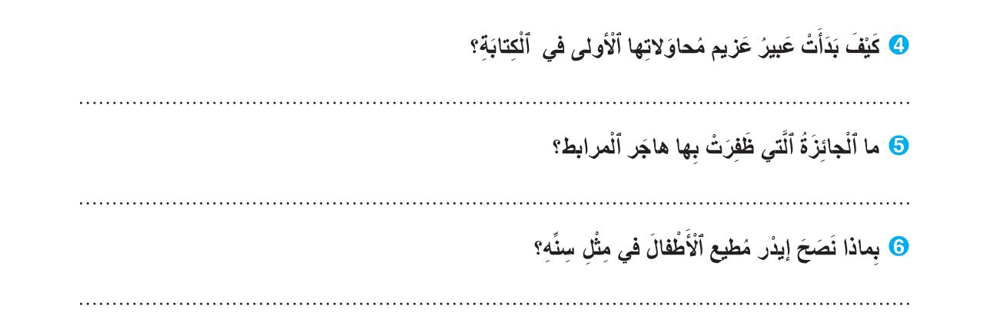 4 كَيْفَ بَدَأَتْ عَبيرُ عَزيم مُحاوَلاتِها ٱلْأولى في ٱلْكِتابَةِ؟
................................................................................................................................
5 ما ٱلْجائِزَةُ ٱلَّتي ظَفِرَتْ بِها هاجَر ٱلْمرابط؟
................................................................................................................................
6 بِماذا نَصَحَ إيدْر مُطيع ٱلْأَطْفالَ في مِثْلِ سِنِّهِ؟
................................................................................................................................